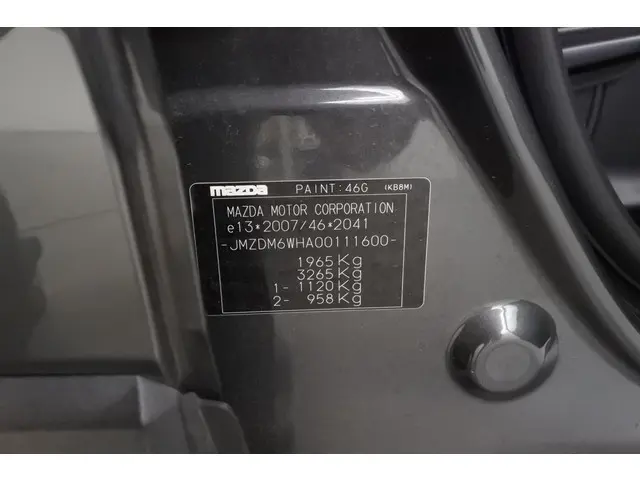 mazda PAINT:46G (KB8M)
MAZDA MOTOR CORPORATION
e13*2007/46*2041
-JMZDM6WHA00111600-
1965Kg
3265Kg
1- 1120Kg
2- 958Kg